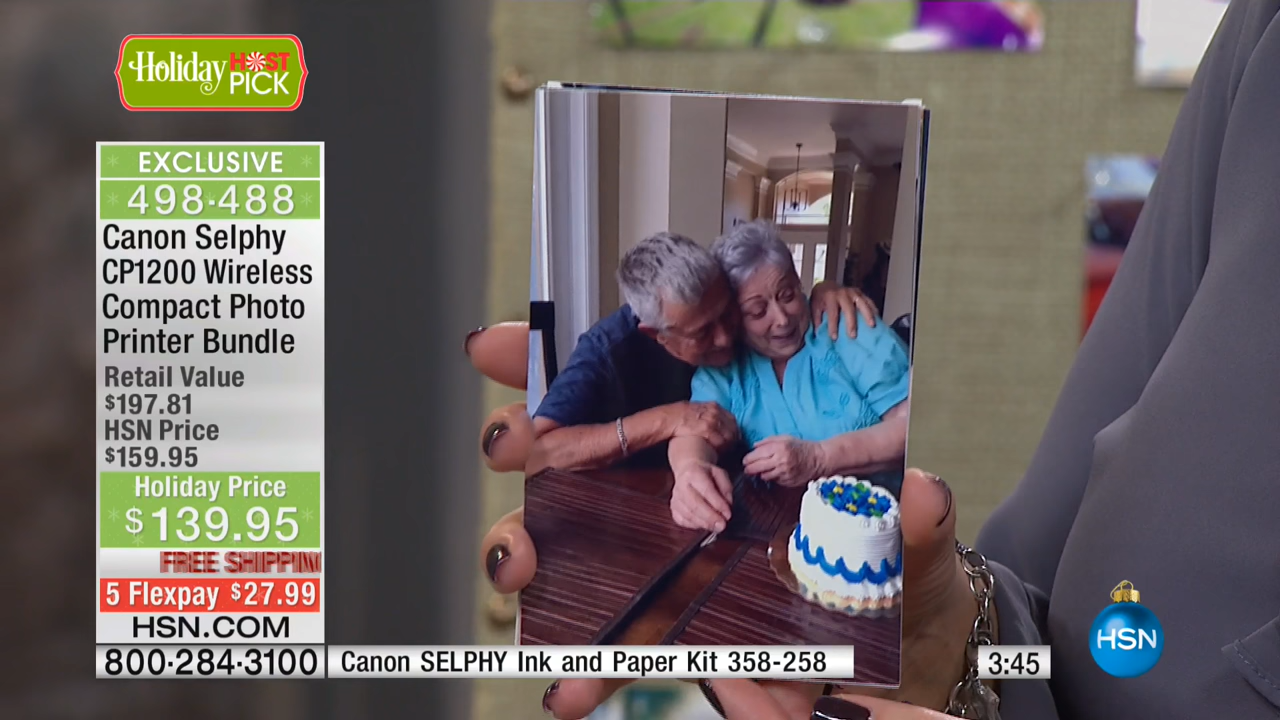 Holiday HOST
PICK
EXCLUSIVE
498·488
Canon Selphy
CP1200 Wireless
Compact Photo
Printer Bundle
Retail Value
$197.81
HSN Price
$159.95
Holiday Price
$139.95
FREE SHIPPIN
5 Flexpay $27.99
HSN.COM
800·284·3100
Canon SELPHY Ink and Paper Kit 358-258
3:45
HSN